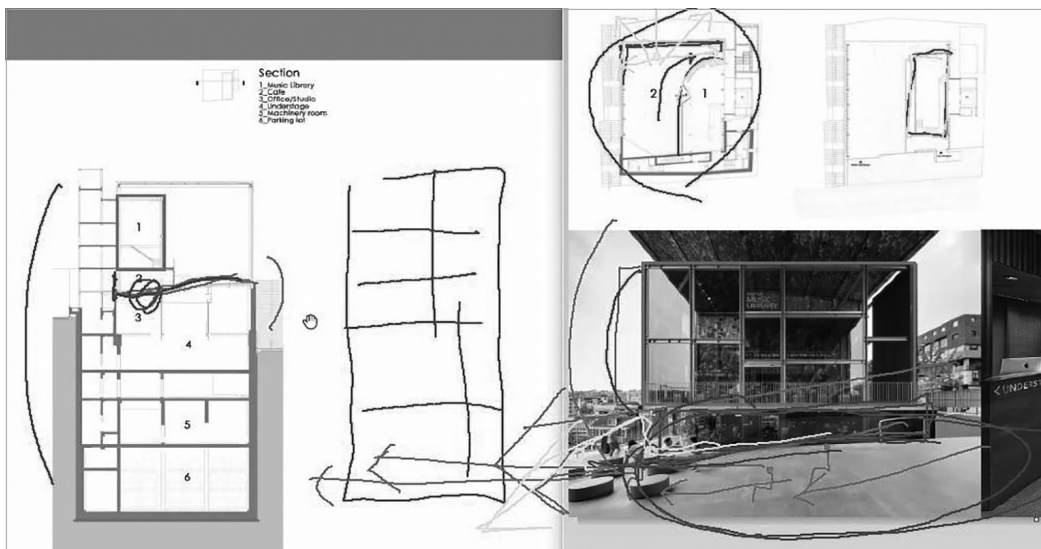 Section
1_Music Library
2_Cafe
3_Office/Studio
4_Understage
5_Machinery room
6_Parking lot
1
2
3
4
5
6
2
1
MUSIC
LIBRARY
<UNDERST